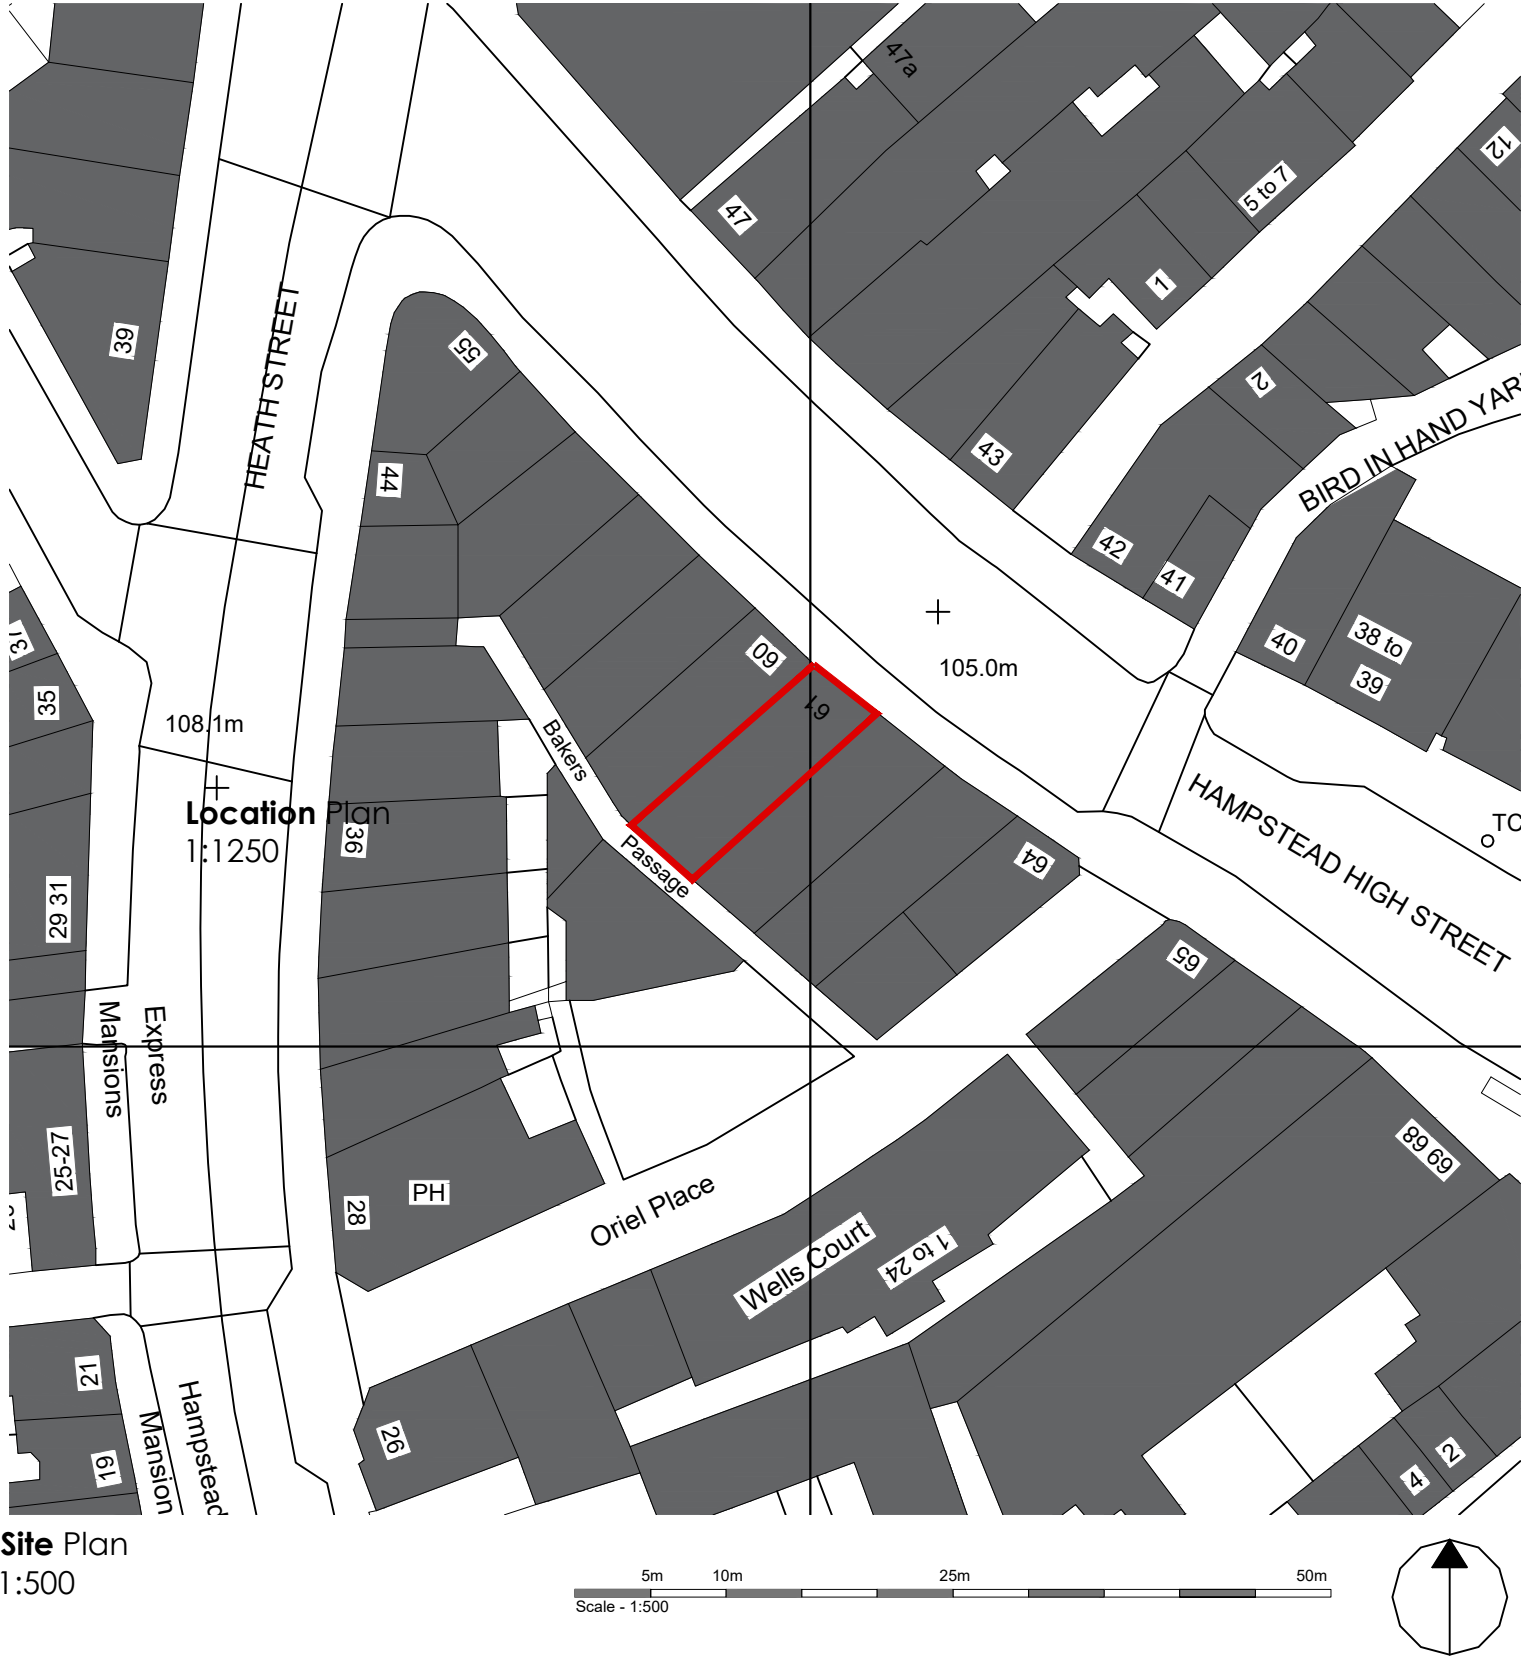 47a
12
47
5 to 7
1
39
HEATH STREET
55
2
43
44
BIRD IN HAND YAR
42
41
40
38 to
39
60
61
105.0m
35
108.1m
Bakers
Passage
Location Plan
1:1250
36
HAMPSTEAD HIGH STREET
TC
64
29 31
65
Express
Mansions
25-27
68 69
PH
28
Oriel Place
Wells Court
1 to 24
21
Hampstead
Mansion
19
26
2
4
Site Plan
1:500
5m 10m 25m 50m
Scale - 1:500